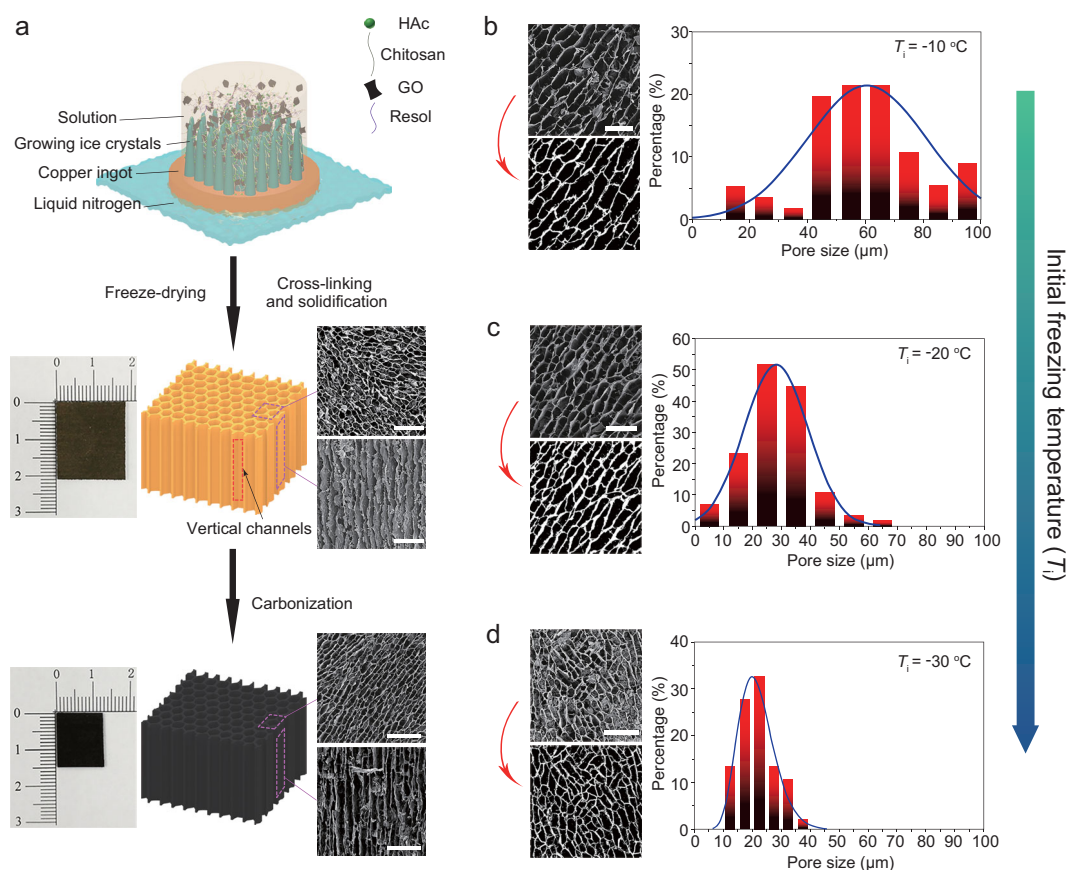 a
HAc
Chitosan
GO
Resol
Solution
Growing ice crystals
Copper ingot
Liquid nitrogen
Freeze-drying
Cross-linking
and solidification
0 1 2
0
1
2
3
Vertical channels
Carbonization
0 1 2
0
1
2
3
b
Ti = -10 °C
Percentage (%)
30
20
10
0
20 40 60 80 100
Pore size (µm)
c
Ti = -20 °C
Percentage (%)
60
50
40
30
20
10
0
0 10 20 30 40 50 60 70 80 90 100
Pore size (µm)
d
Ti = -30 °C
Percentage (%)
40
30
20
10
0
0 10 20 30 40 50 60 70 80 90 100
Pore size (µm)
Initial freezing temperature (Ti)